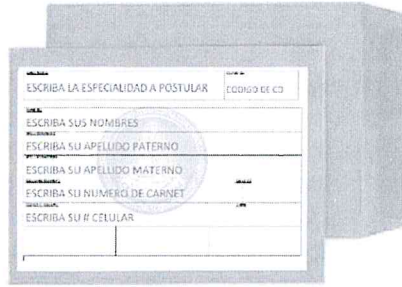 ESCRIBA LA ESPECIALIDAD A POSTULAR
CODIGO DE CD
ESCRIBA SUS NOMBRES
ESCRIBA SU APELLIDO PATERNO
ESCRIBA SU APELLIDO MATERNO
ESCRIBA SU NUMERO DE CARNET
ESCRIBA SU # CELULAR